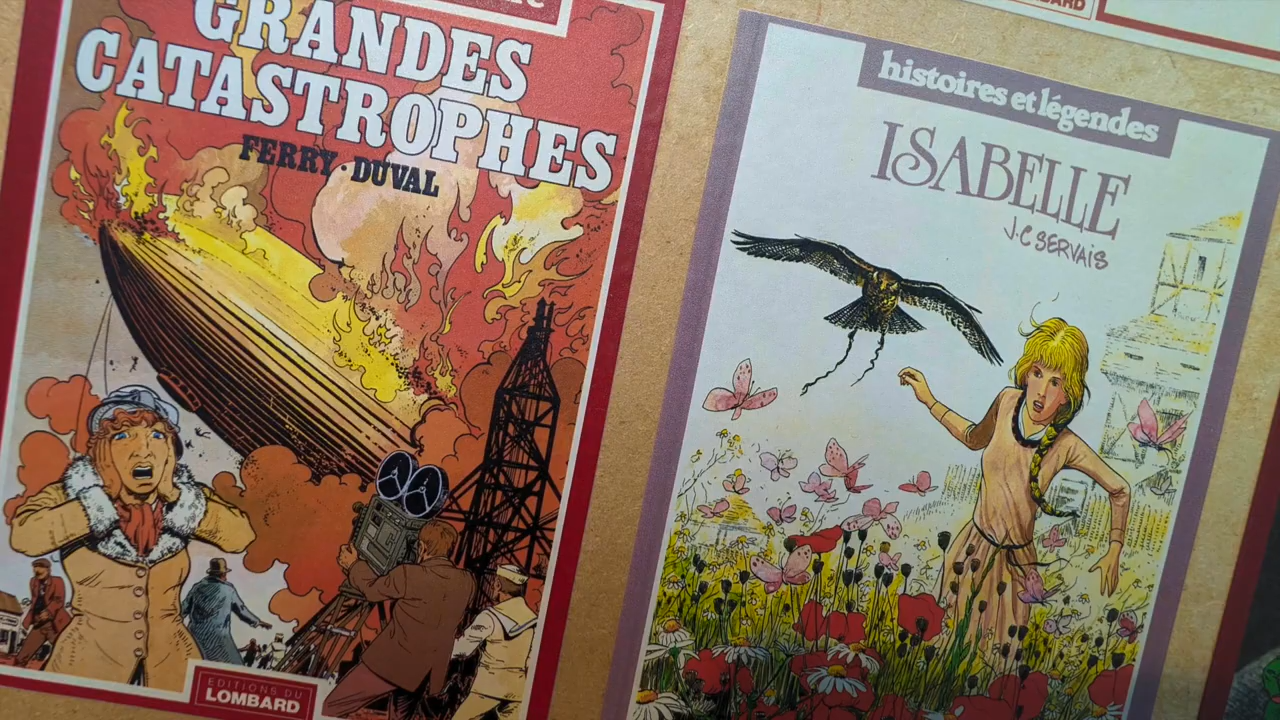 GRANDES
CATASTROPHES
FERRY · DUVAL
EDITIONS DU
LOMBARD
histoires et légendes
ISABELLE
J.C SERVAIS